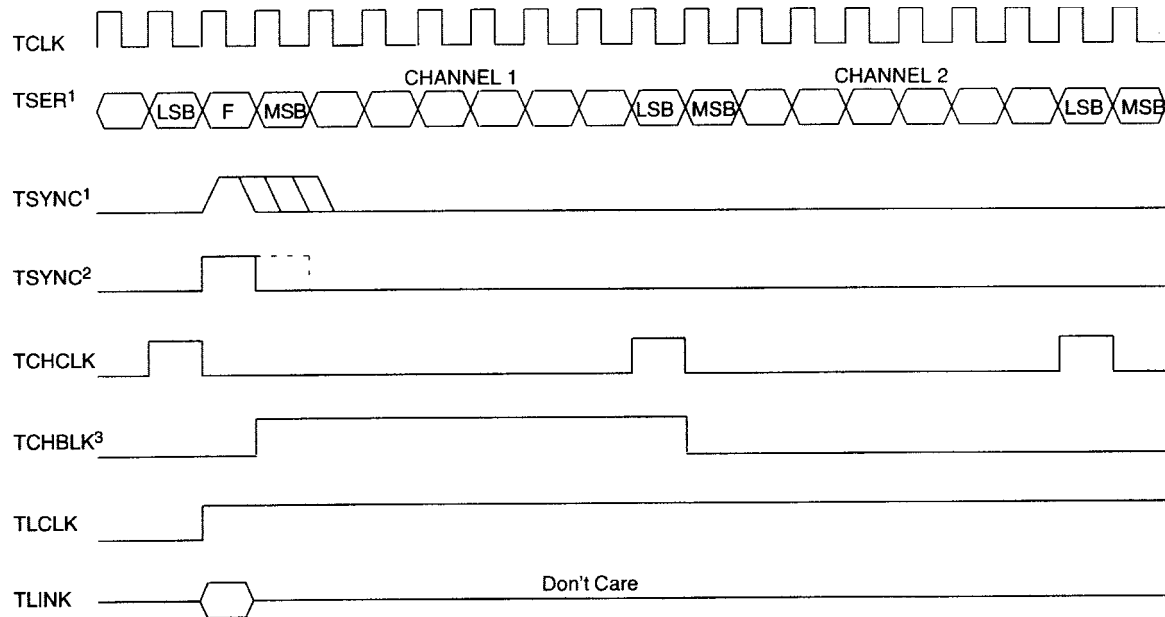 TCLK
CHANNEL 1 CHANNEL 2
TSER¹ LSB F MSB LSB MSB LSB MSB
TSYNC¹
TSYNC²
TCHCLK
TCHBLK³
TLCLK
Don't Care
TLINK